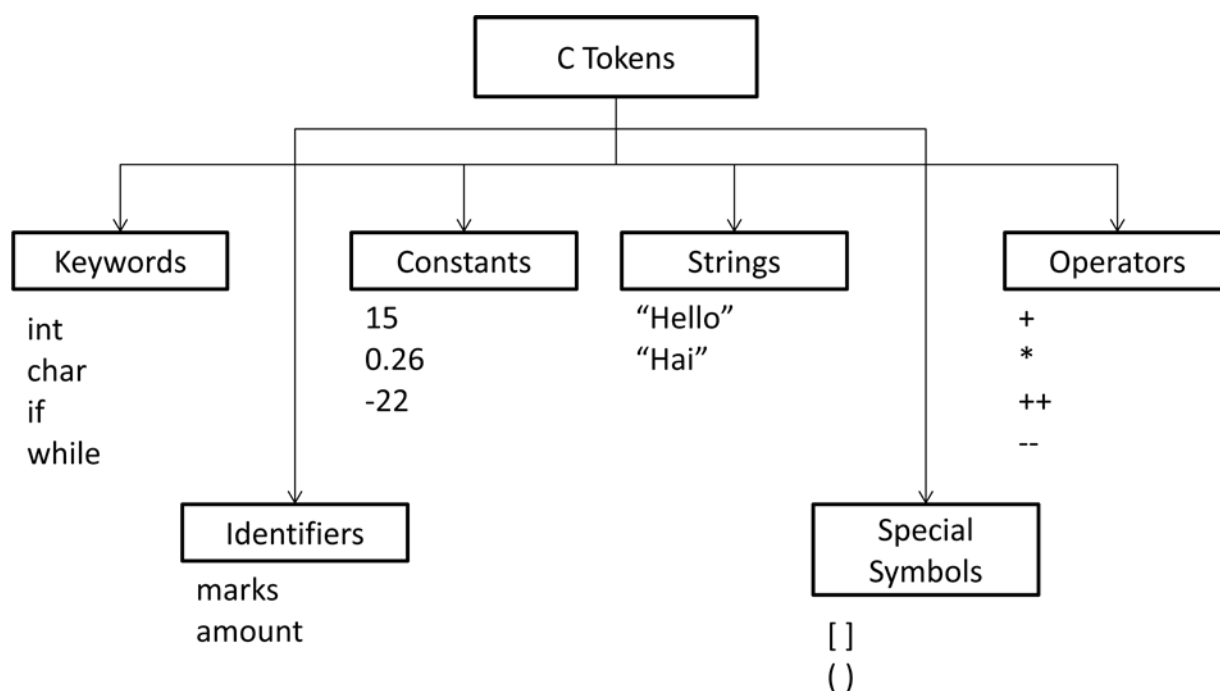 C Tokens
Keywords
int
char
if
while
Constants
15
0.26
-22
Strings
“Hello”
“Hai”
Operators
+
*
++
--
Identifiers
marks
amount
Special
Symbols
[ ]
( )